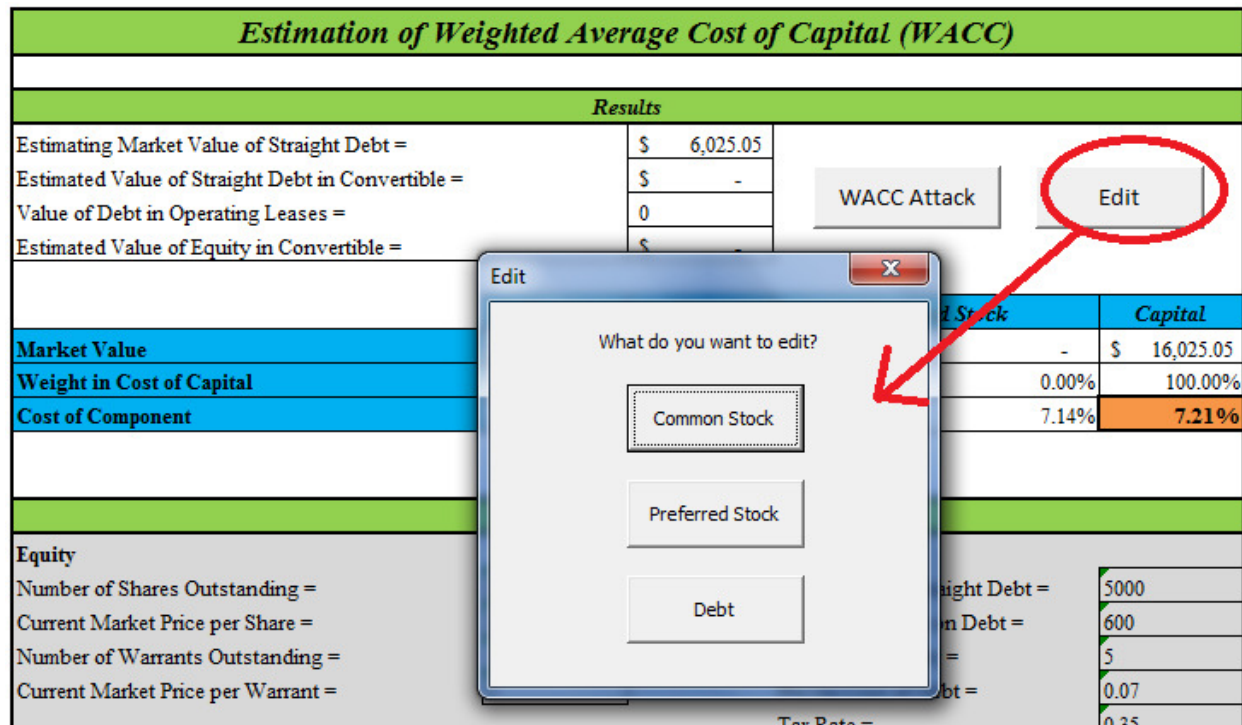 Estimation of Weighted Average Cost of Capital (WACC)
Results
Estimating Market Value of Straight Debt = $ 6,025.05
Estimated Value of Straight Debt in Convertible = $ -
Value of Debt in Operating Leases = 0
Estimated Value of Equity in Convertible = $ -
WACC Attack
Edit
Edit
What do you want to edit?
Common Stock
Preferred Stock
Debt
Stock Capital
Market Value - $ 16,025.05
Weight in Cost of Capital 0.00% 100.00%
Cost of Component 7.14% 7.21%
Equity
Number of Shares Outstanding = Debt = 5000
Current Market Price per Share = Debt = 600
Number of Warrants Outstanding = = 5
Current Market Price per Warrant = = 0.07
Tax Rate = 0.35